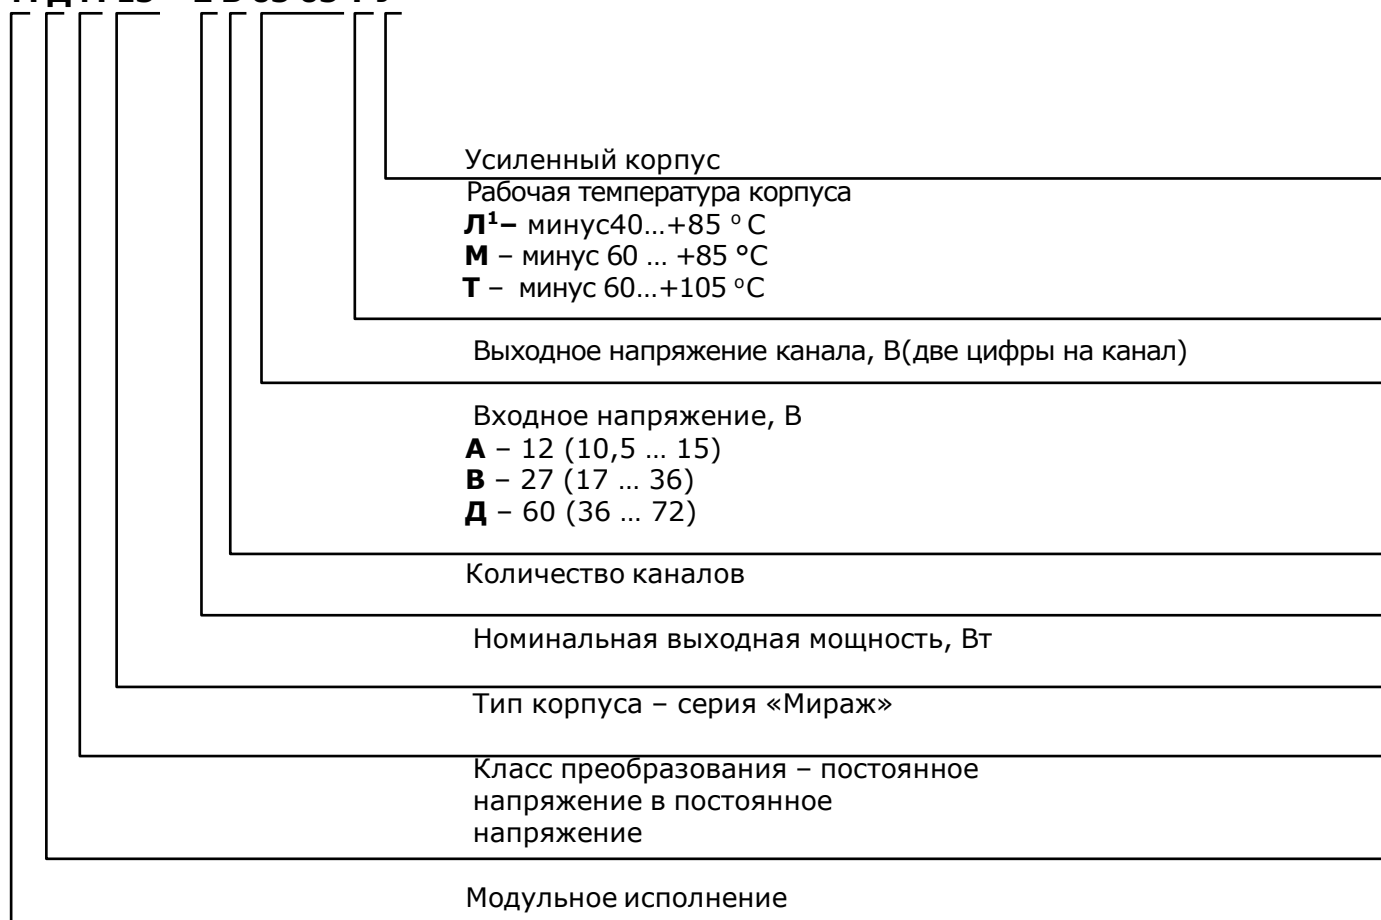 Усиленный корпус
Рабочая температура корпуса
Л¹– минус40…+85 ᵒ С
М – минус 60 … +85 °С
Т – минус 60…+105 ᵒС
Выходное напряжение канала, В(две цифры на канал)
Входное напряжение, В
А – 12 (10,5 … 15)
В – 27 (17 … 36)
Д – 60 (36 … 72)
Количество каналов
Номинальная выходная мощность, Вт
Тип корпуса – серия «Мираж»
Класс преобразования – постоянное
напряжение в постоянное
напряжение
Модульное исполнение